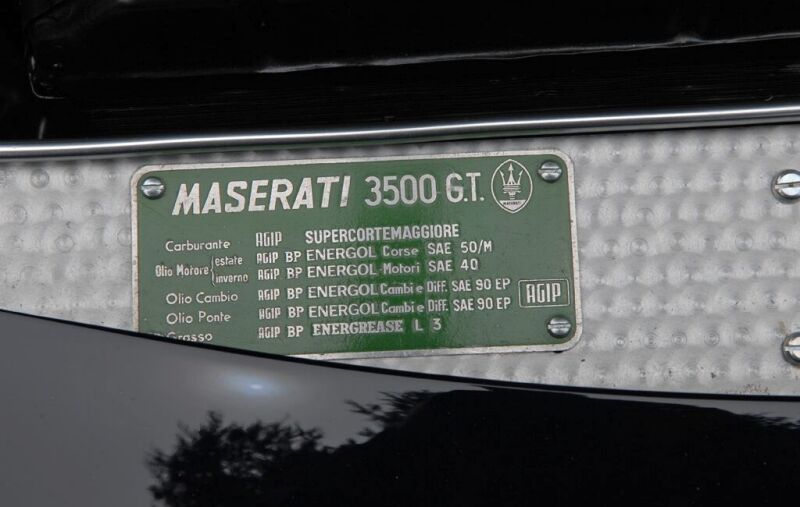 MASERATI 3500 G.T.
Carburante AGIP SUPERCORTEMAGGIORE
Olio Motore { estate AGIP BP ENERGOL Corse SAE 50/M
inverno AGIP BP ENERGOL Motori SAE 40
Olio Cambio AGIP BP ENERGOL Cambi e Diff. SAE 90 EP
Olio Ponte AGIP BP ENERGOL Cambi e Diff. SAE 90 EP
AGIP
Grasso AGIP BP ENERGREASE L 3